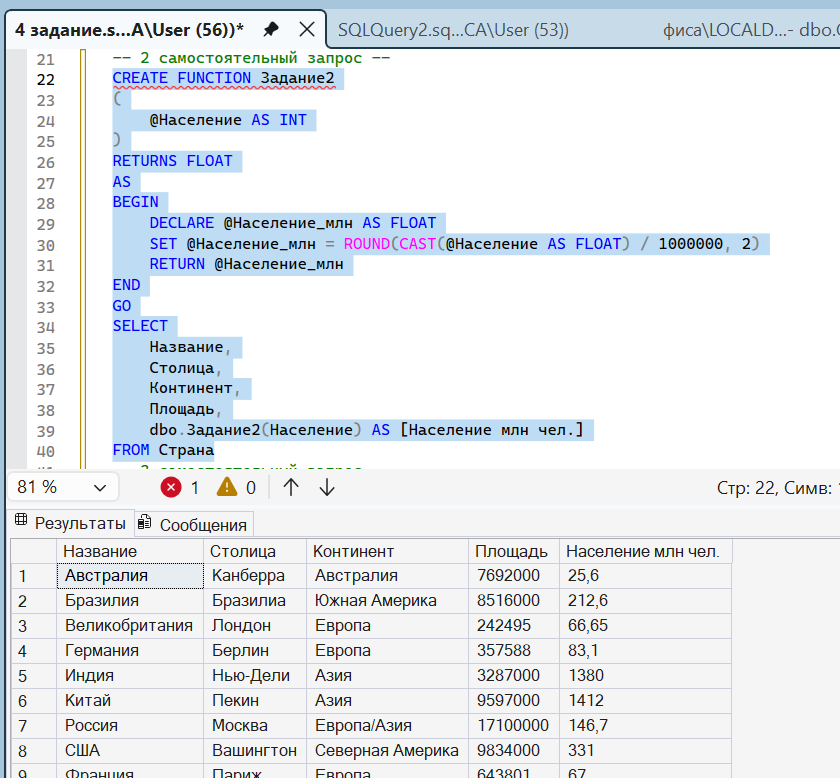 4 задание.s...A\User (56))* SQLQuery2.sq...CA\User (53)) фиса\LOCALD...- dbo.
21 -- 2 самостоятельный запрос --
22 CREATE FUNCTION Задание2
23 (
24 @Население AS INT
25 )
26 RETURNS FLOAT
27 AS
28 BEGIN
29 DECLARE @Население_млн AS FLOAT
30 SET @Население_млн = ROUND(CAST(@Население AS FLOAT) / 1000000, 2)
31 RETURN @Население_млн
32 END
33 GO
34 SELECT
35 Название,
36 Столица,
37 Континент,
38 Площадь,
39 dbo.Задание2(Население) AS [Население млн чел.]
40 FROM Страна
81 % 1 0 Стр: 22, Симв:
Результаты Сообщения
Название Столица Континент Площадь Население млн чел.
1 Австралия Канберра Австралия 7692000 25,6
2 Бразилия Бразилиа Южная Америка 8516000 212,6
3 Великобритания Лондон Европа 242495 66,65
4 Германия Берлин Европа 357588 83,1
5 Индия Нью-Дели Азия 3287000 1380
6 Китай Пекин Азия 9597000 1412
7 Россия Москва Европа/Азия 17100000 146,7
8 США Вашингтон Северная Америка 9834000 331
9 Франция Париж Европа 643801 67